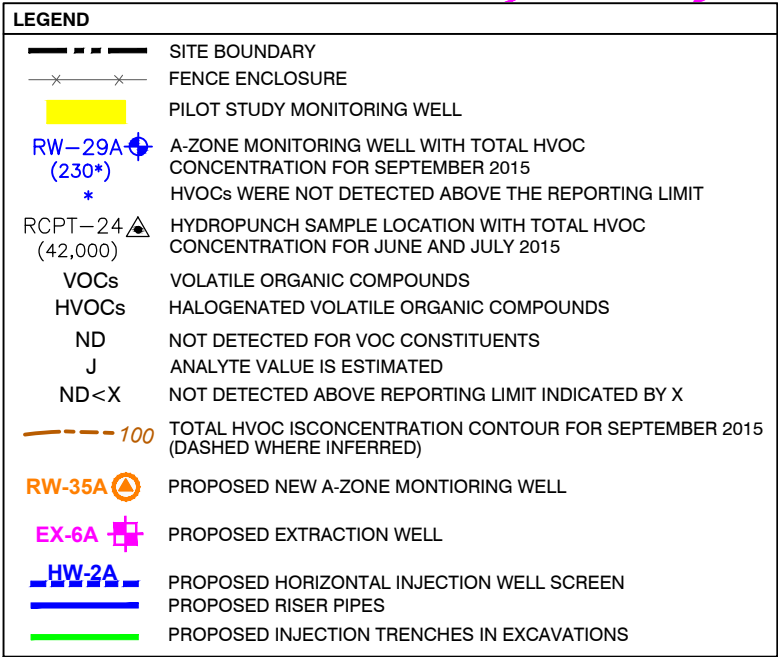 LEGEND
SITE BOUNDARY
FENCE ENCLOSURE
PILOT STUDY MONITORING WELL
RW-29A A-ZONE MONITORING WELL WITH TOTAL HVOC
(230*) CONCENTRATION FOR SEPTEMBER 2015
* HVOCs WERE NOT DETECTED ABOVE THE REPORTING LIMIT
RCPT-24 HYDROPUNCH SAMPLE LOCATION WITH TOTAL HVOC
(42,000) CONCENTRATION FOR JUNE AND JULY 2015
VOCs VOLATILE ORGANIC COMPOUNDS
HVOCs HALOGENATED VOLATILE ORGANIC COMPOUNDS
ND NOT DETECTED FOR VOC CONSTITUENTS
J ANALYTE VALUE IS ESTIMATED
ND<X NOT DETECTED ABOVE REPORTING LIMIT INDICATED BY X
100 TOTAL HVOC ISCONCENTRATION CONTOUR FOR SEPTEMBER 2015
(DASHED WHERE INFERRED)
RW-35A PROPOSED NEW A-ZONE MONTIORING WELL
EX-6A PROPOSED EXTRACTION WELL
HW-2A PROPOSED HORIZONTAL INJECTION WELL SCREEN
PROPOSED RISER PIPES
PROPOSED INJECTION TRENCHES IN EXCAVATIONS